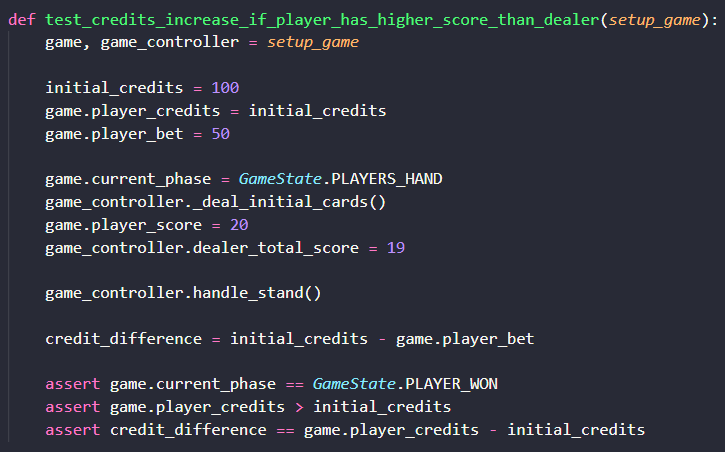 def test_credits_increase_if_player_has_higher_score_than_dealer(setup_game):
    game, game_controller = setup_game

    initial_credits = 100
    game.player_credits = initial_credits
    game.player_bet = 50

    game.current_phase = GameState.PLAYERS_HAND
    game_controller._deal_initial_cards()
    game.player_score = 20
    game_controller.dealer_total_score = 19

    game_controller.handle_stand()

    credit_difference = initial_credits - game.player_bet

    assert game.current_phase == GameState.PLAYER_WON
    assert game.player_credits > initial_credits
    assert credit_difference == game.player_credits - initial_credits